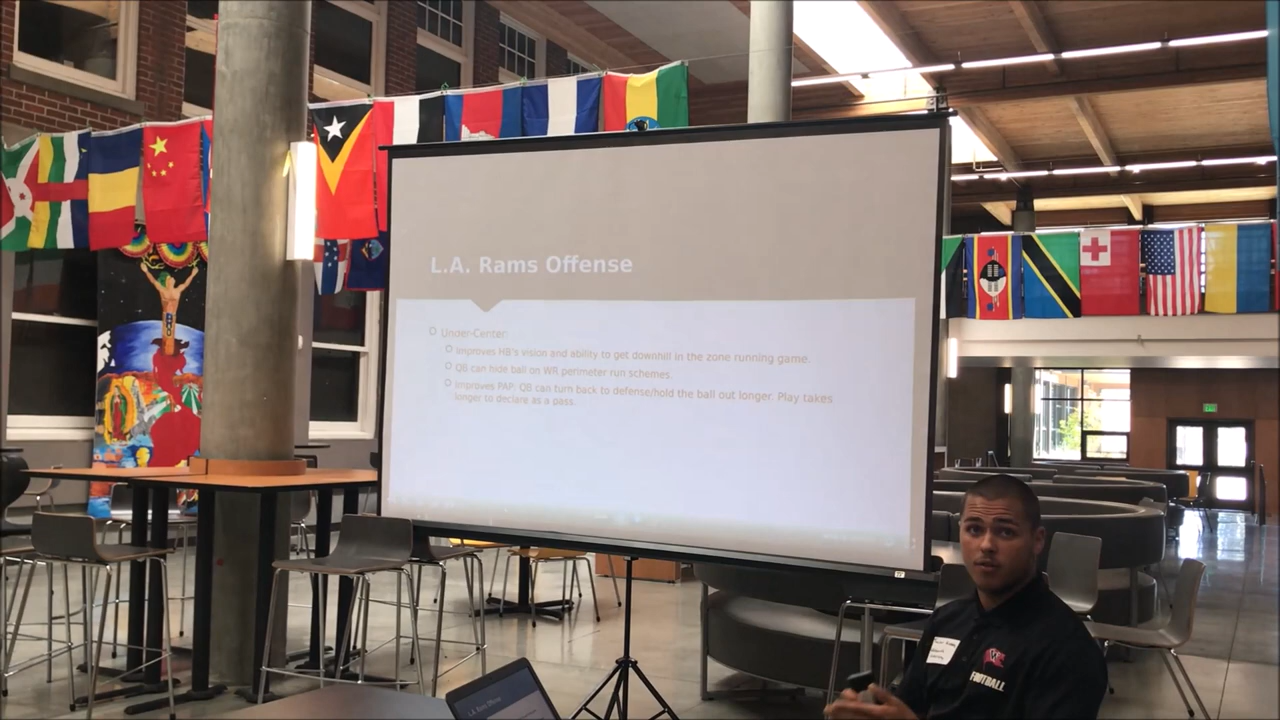 L.A. Rams Offense
Under-Center:
Improves HB's vision and ability to get downhill in the zone running game.
QB can hide ball on WR perimeter run schemes.
Improves PAP: QB can turn back to defense/hold the ball out longer. Play takes
longer to declare as a pass.
L.A. Rams Offense
FOOTBALL